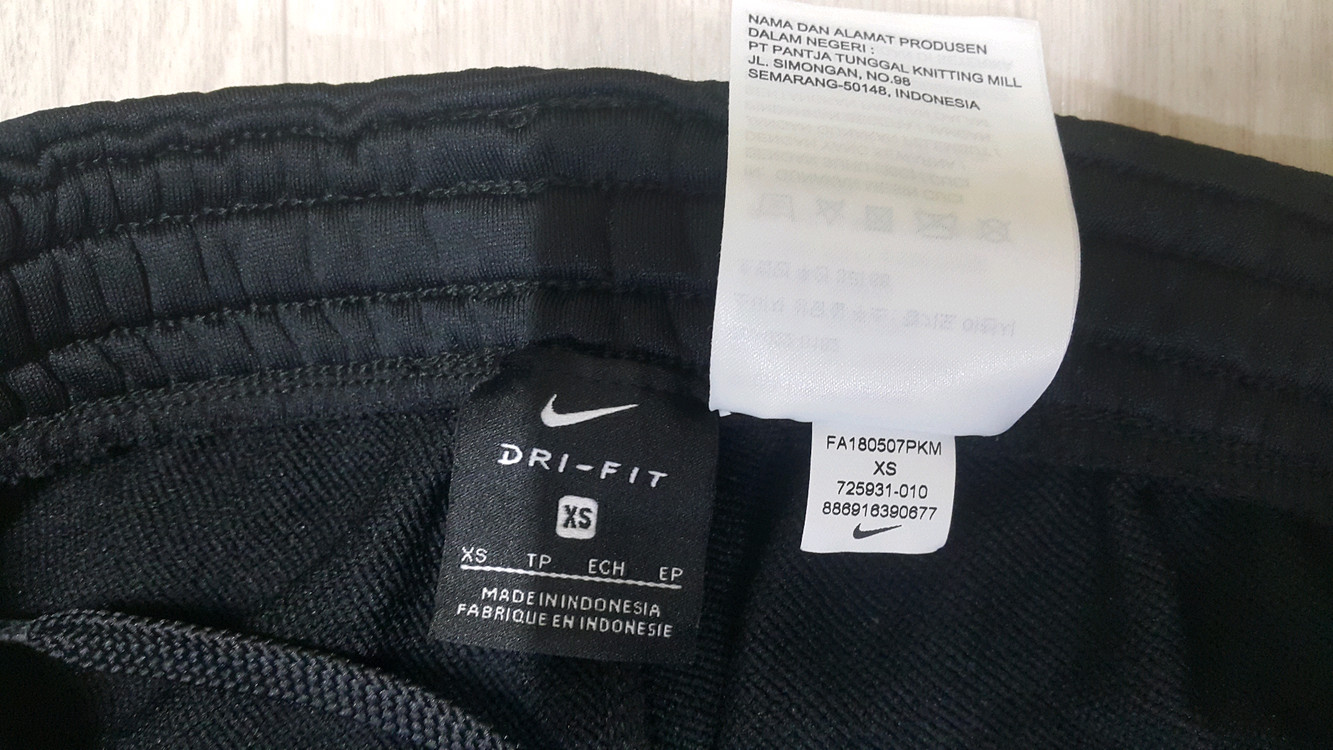 NAMA DAN ALAMAT PRODUSEN
DALAM NEGERI :
PT PANTJA TUNGGAL KNITTING MILL
JL. SIMONGAN, NO.98
SEMARANG-50148, INDONESIA
DRI-FIT
XS
XS TP ECH EP
MADE IN INDONESIA
FABRIQUE EN INDONESIE
FA180507PKM
XS
725931-010
886916390677